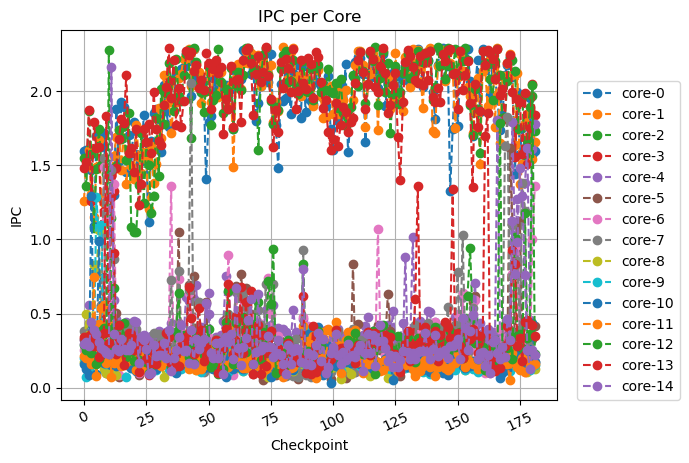 IPC per Core
IPC
2.0
1.5
1.0
0.5
0.0
0
25
50
75
100
125
150
175
Checkpoint
core-0
core-1
core-2
core-3
core-4
core-5
core-6
core-7
core-8
core-9
core-10
core-11
core-12
core-13
core-14